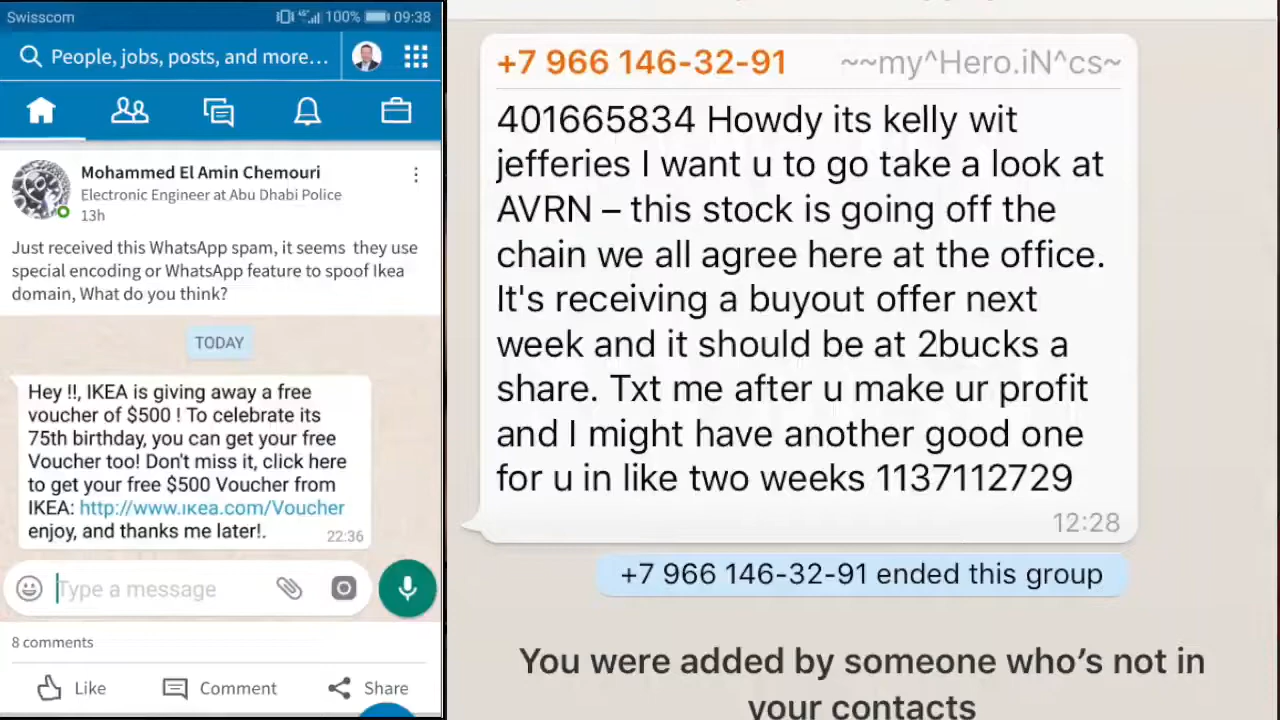 Swisscom
100%
09:38
People, jobs, posts, and more...
Mohammed El Amin Chemouri
Electronic Engineer at Abu Dhabi Police
13h
Just received this WhatsApp spam, it seems they use
special encoding or WhatsApp feature to spoof Ikea
domain, What do you think?
TODAY
Hey !!, IKEA is giving away a free
voucher of $500 ! To celebrate its
75th birthday, you can get your free
Voucher too! Don't miss it, click here
to get your free $500 Voucher from
IKEA: http://www.ıĸea.com/Voucher
enjoy, and thanks me later!.
22:36
Type a message
8 comments
Like
Comment
Share
+7 966 146-32-91
~~my^Hero.iN^cs~
401665834 Howdy its kelly wit
jefferies I want u to go take a look at
AVRN – this stock is going off the
chain we all agree here at the office.
It's receiving a buyout offer next
week and it should be at 2bucks a
share. Txt me after u make ur profit
and I might have another good one
for u in like two weeks 1137112729
12:28
+7 966 146-32-91 ended this group
You were added by someone who's not in
your contacts